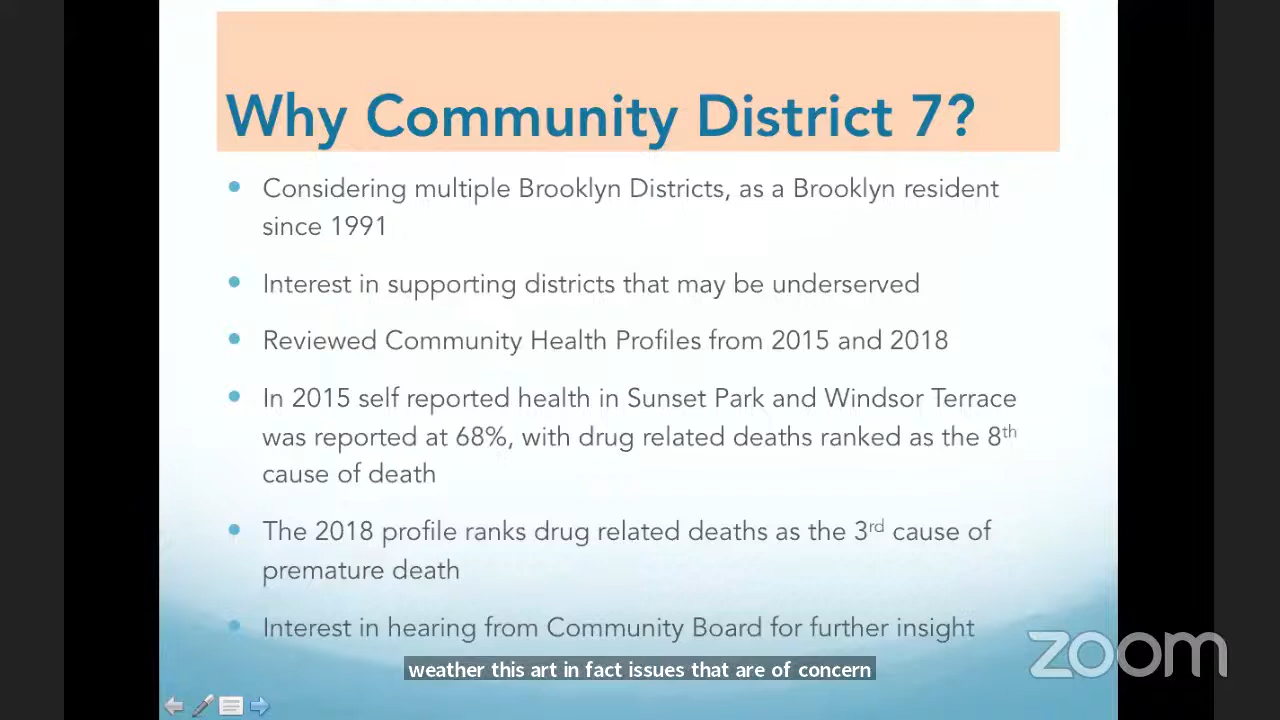 Why Community District 7?
• Considering multiple Brooklyn Districts, as a Brooklyn resident
since 1991
• Interest in supporting districts that may be underserved
• Reviewed Community Health Profiles from 2015 and 2018
• In 2015 self reported health in Sunset Park and Windsor Terrace
was reported at 68%, with drug related deaths ranked as the 8th
cause of death
• The 2018 profile ranks drug related deaths as the 3rd cause of
premature death
• Interest in hearing from Community Board for further insight
zoom
weather this art in fact issues that are of concern